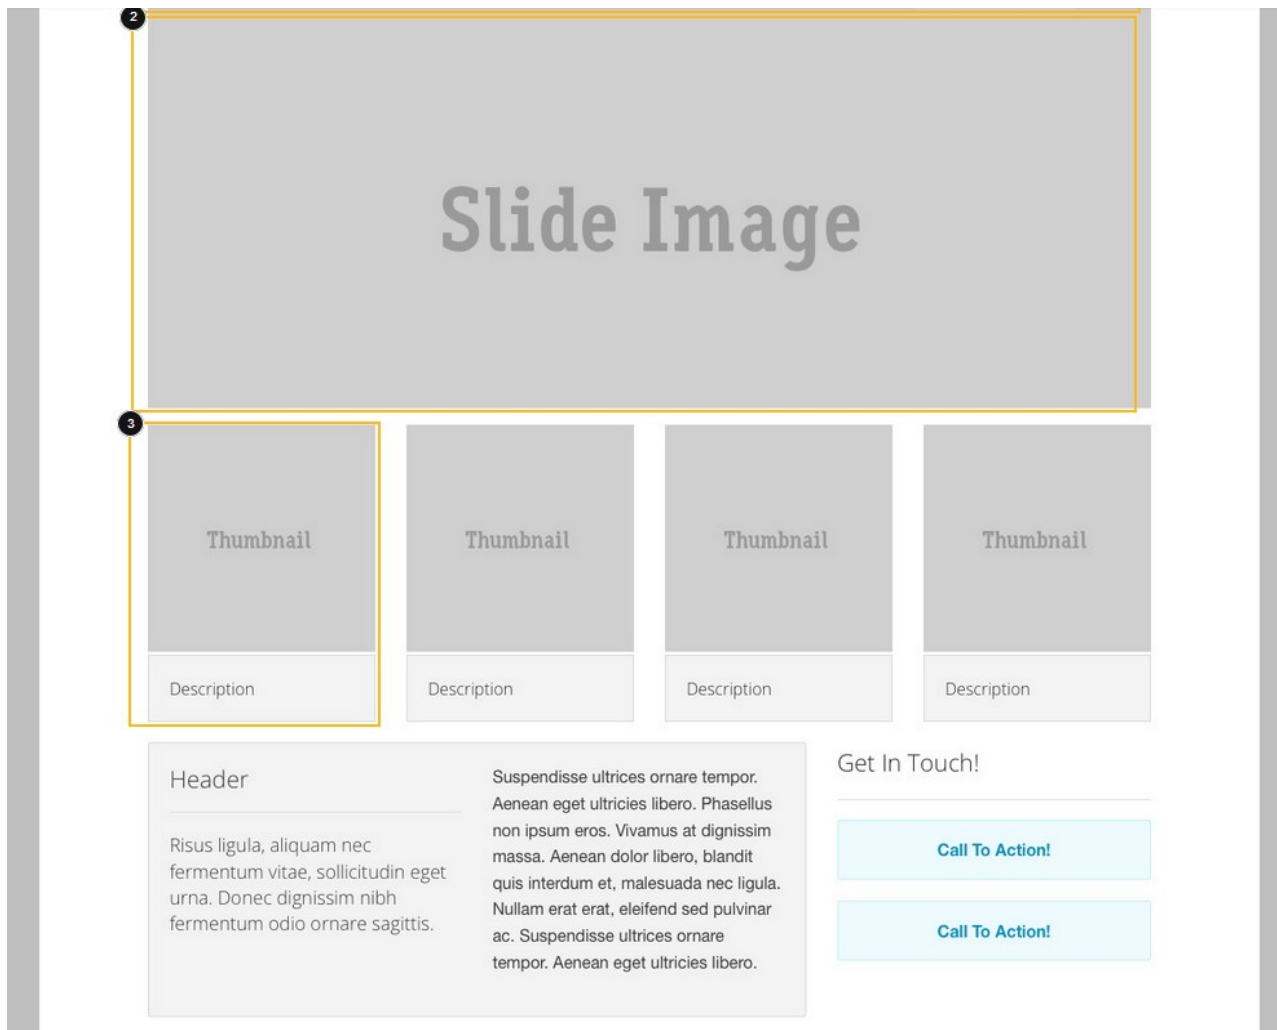 2
Slide Image
3
Thumbnail
Thumbnail
Thumbnail
Thumbnail
Description
Description
Description
Description
Header
Risus ligula, aliquam nec
fermentum vitae, sollicitudin eget
urna. Donec dignissim nibh
fermentum odio ornare sagittis.
Suspendisse ultrices ornare tempor.
Aenean eget ultricies libero. Phasellus
non ipsum eros. Vivamus at dignissim
massa. Aenean dolor libero, blandit
quis interdum et, malesuada nec ligula.
Nullam erat erat, eleifend sed pulvinar
ac. Suspendisse ultrices ornare
tempor. Aenean eget ultricies libero.
Get In Touch!
Call To Action!
Call To Action!